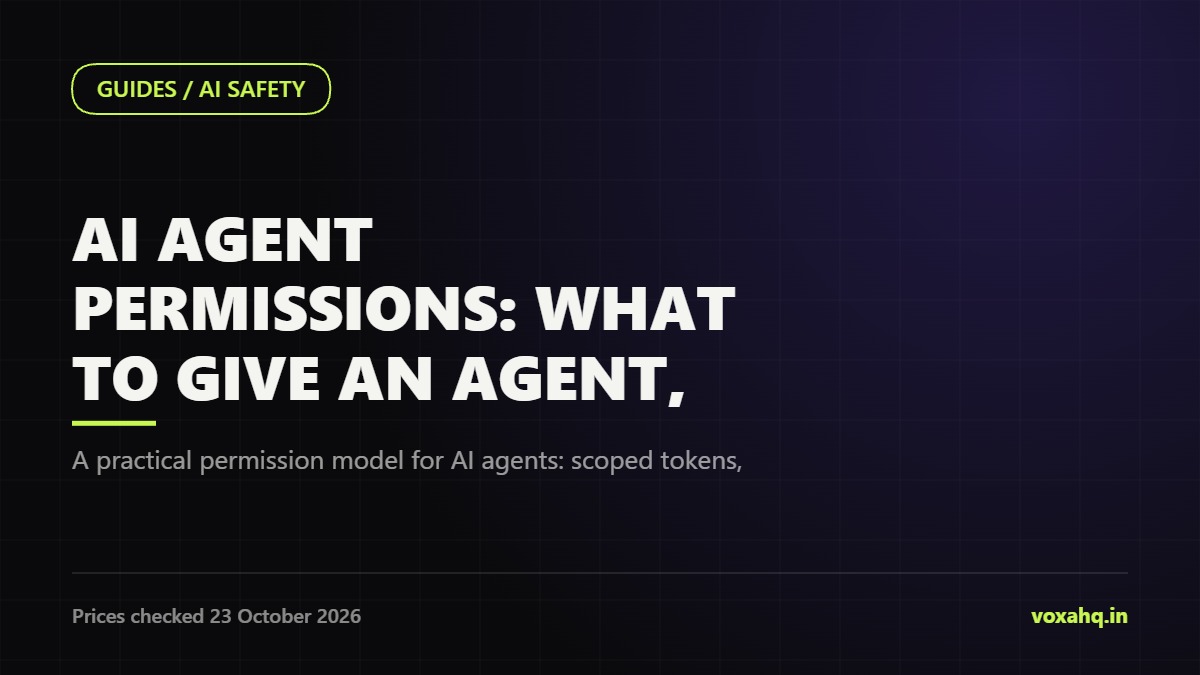 GUIDES / AI SAFETY
AI AGENT
PERMISSIONS: WHAT
TO GIVE AN AGENT,
A practical permission model for AI agents: scoped tokens,
Prices checked 23 October 2026
voxahq.in